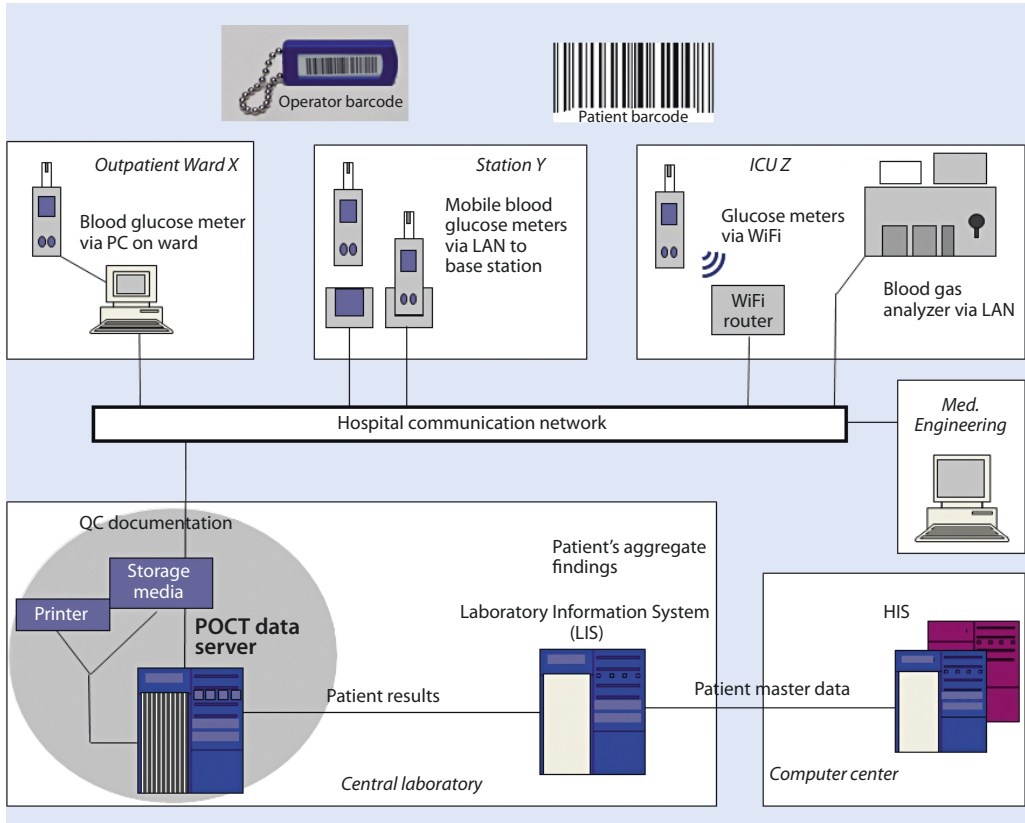 Operator barcode
Patient barcode
Outpatient Ward X
Blood glucose meter
via PC on ward
Station Y
Mobile blood
glucose meters
via LAN to
base station
ICU Z
Glucose meters
via WiFi
WiFi
router
Blood gas
analyzer via LAN
Hospital communication network
Med.
Engineering
QC documentation
Storage
media
Printer
POCT data
server
Patient results
Patient's aggregate
findings
Laboratory Information System
(LIS)
Central laboratory
Patient master data
HIS
Computer center